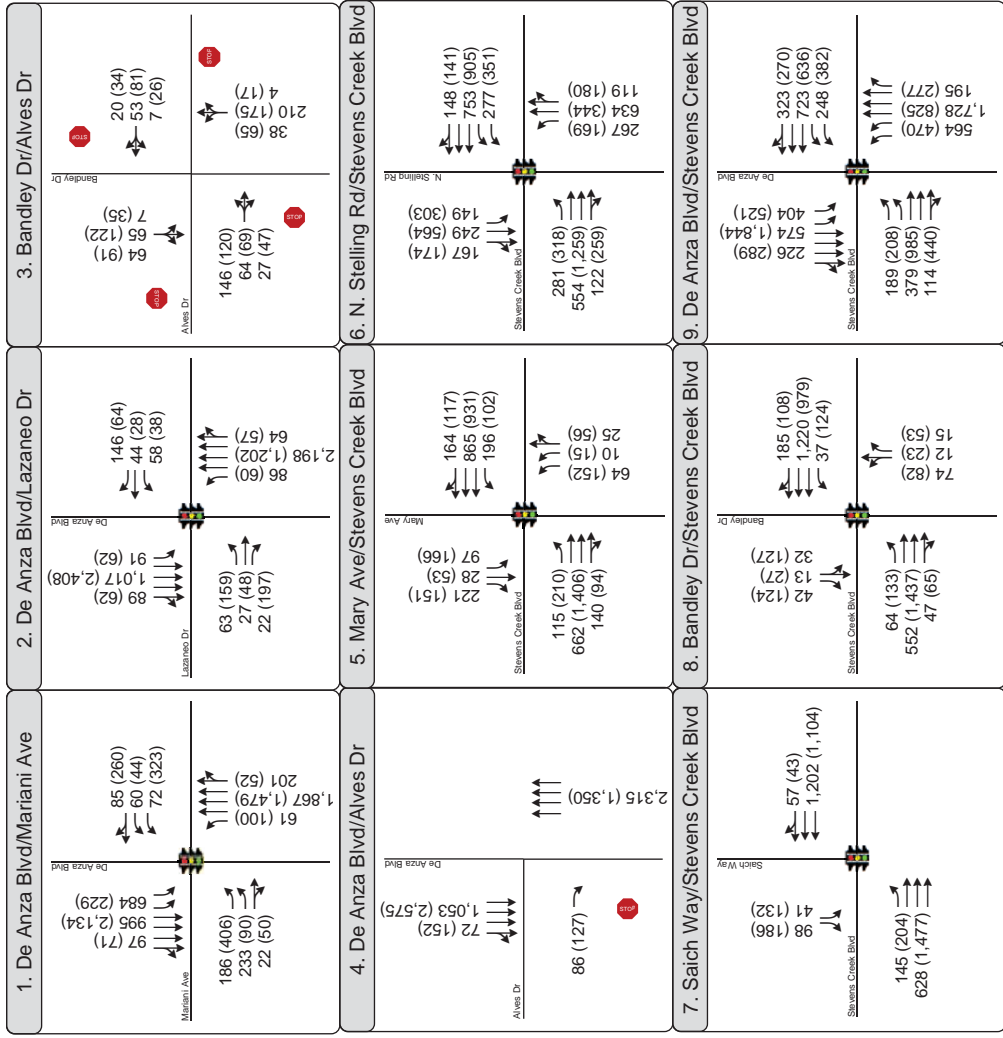 1. De Anza Blvd/Mariani Ave
97 (71)
995 (2,134)
684 (229)
De Anza Blvd
85 (260)
60 (44)
72 (323)
Mariani Ave
186 (406)
233 (90)
22 (50)
61 (100)
1,867 (1,479)
201 (52)
2. De Anza Blvd/Lazaneo Dr
89 (62)
1,017 (2,408)
91 (62)
De Anza Blvd
146 (64)
44 (28)
58 (38)
Lazaneo Dr
63 (159)
27 (48)
22 (197)
86 (60)
2,198 (1,202)
64 (57)
3. Bandley Dr/Alves Dr
64 (91)
65 (122)
7 (35)
Bandley Dr
STOP
20 (34)
53 (81)
7 (26)
STOP
Alves Dr
STOP
146 (120)
64 (69)
27 (47)
STOP
38 (65)
210 (175)
4 (17)
4. De Anza Blvd/Alves Dr
72 (152)
1,053 (2,575)
De Anza Blvd
Alves Dr
86 (127)
STOP
2,315 (1,350)
5. Mary Ave/Stevens Creek Blvd
221 (151)
28 (53)
97 (166)
Mary Ave
164 (117)
865 (931)
196 (102)
Stevens Creek Blvd
115 (210)
662 (1,406)
140 (94)
64 (152)
10 (15)
25 (56)
6. N. Stelling Rd/Stevens Creek Blvd
167 (174)
249 (564)
149 (303)
N. Stelling Rd
148 (141)
753 (905)
277 (351)
Stevens Creek Blvd
281 (318)
554 (1,259)
122 (259)
267 (169)
634 (344)
119 (180)
7. Saich Way/Stevens Creek Blvd
98 (186)
41 (132)
Saich Way
57 (43)
1,202 (1,104)
Stevens Creek Blvd
145 (204)
628 (1,477)
8. Bandley Dr/Stevens Creek Blvd
42 (124)
13 (27)
32 (127)
Bandley Dr
185 (108)
1,220 (979)
37 (124)
Stevens Creek Blvd
64 (133)
552 (1,437)
47 (65)
74 (82)
12 (23)
15 (53)
9. De Anza Blvd/Stevens Creek Blvd
226 (289)
574 (1,844)
404 (521)
De Anza Blvd
323 (270)
723 (636)
248 (382)
Stevens Creek Blvd
189 (208)
379 (985)
114 (440)
564 (470)
1,728 (825)
195 (277)